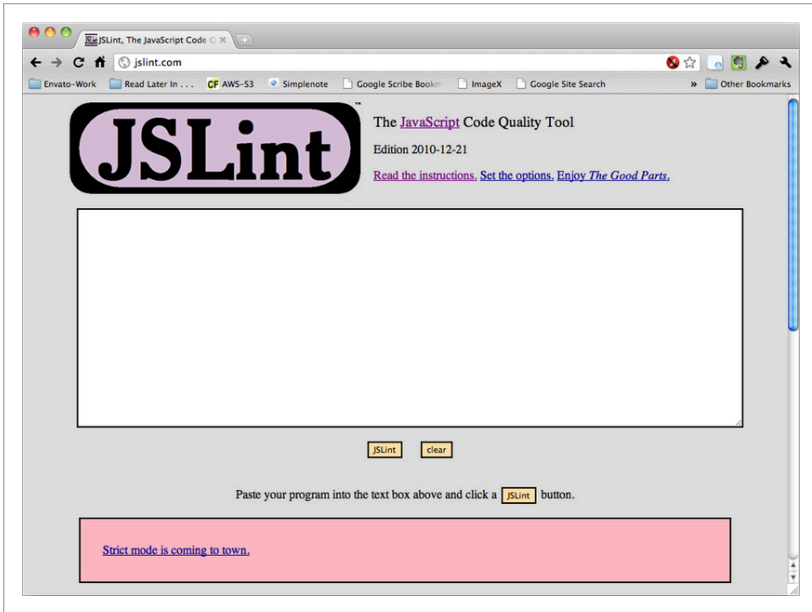 JSLint, The JavaScript Code Q
jslint.com
Envato-Work Read Later In . . . CF AWS-S3 Simplenote Google Scribe Bookm ImageX Google Site Search » Other Bookmarks
JSLint
™
The JavaScript Code Quality Tool
Edition 2010-12-21
Read the instructions. Set the options. Enjoy The Good Parts.
JSLint clear
Paste your program into the text box above and click a JSLint button.
Strict mode is coming to town.